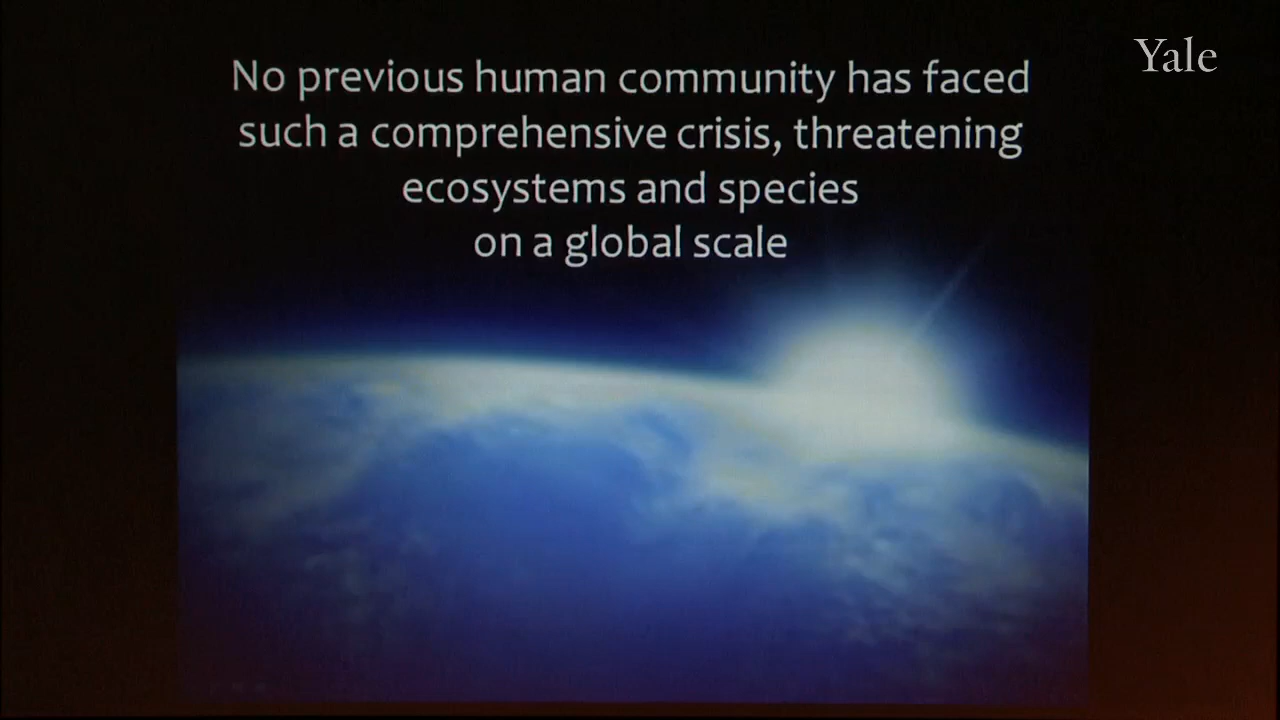 Yale
No previous human community has faced
such a comprehensive crisis, threatening
ecosystems and species
on a global scale